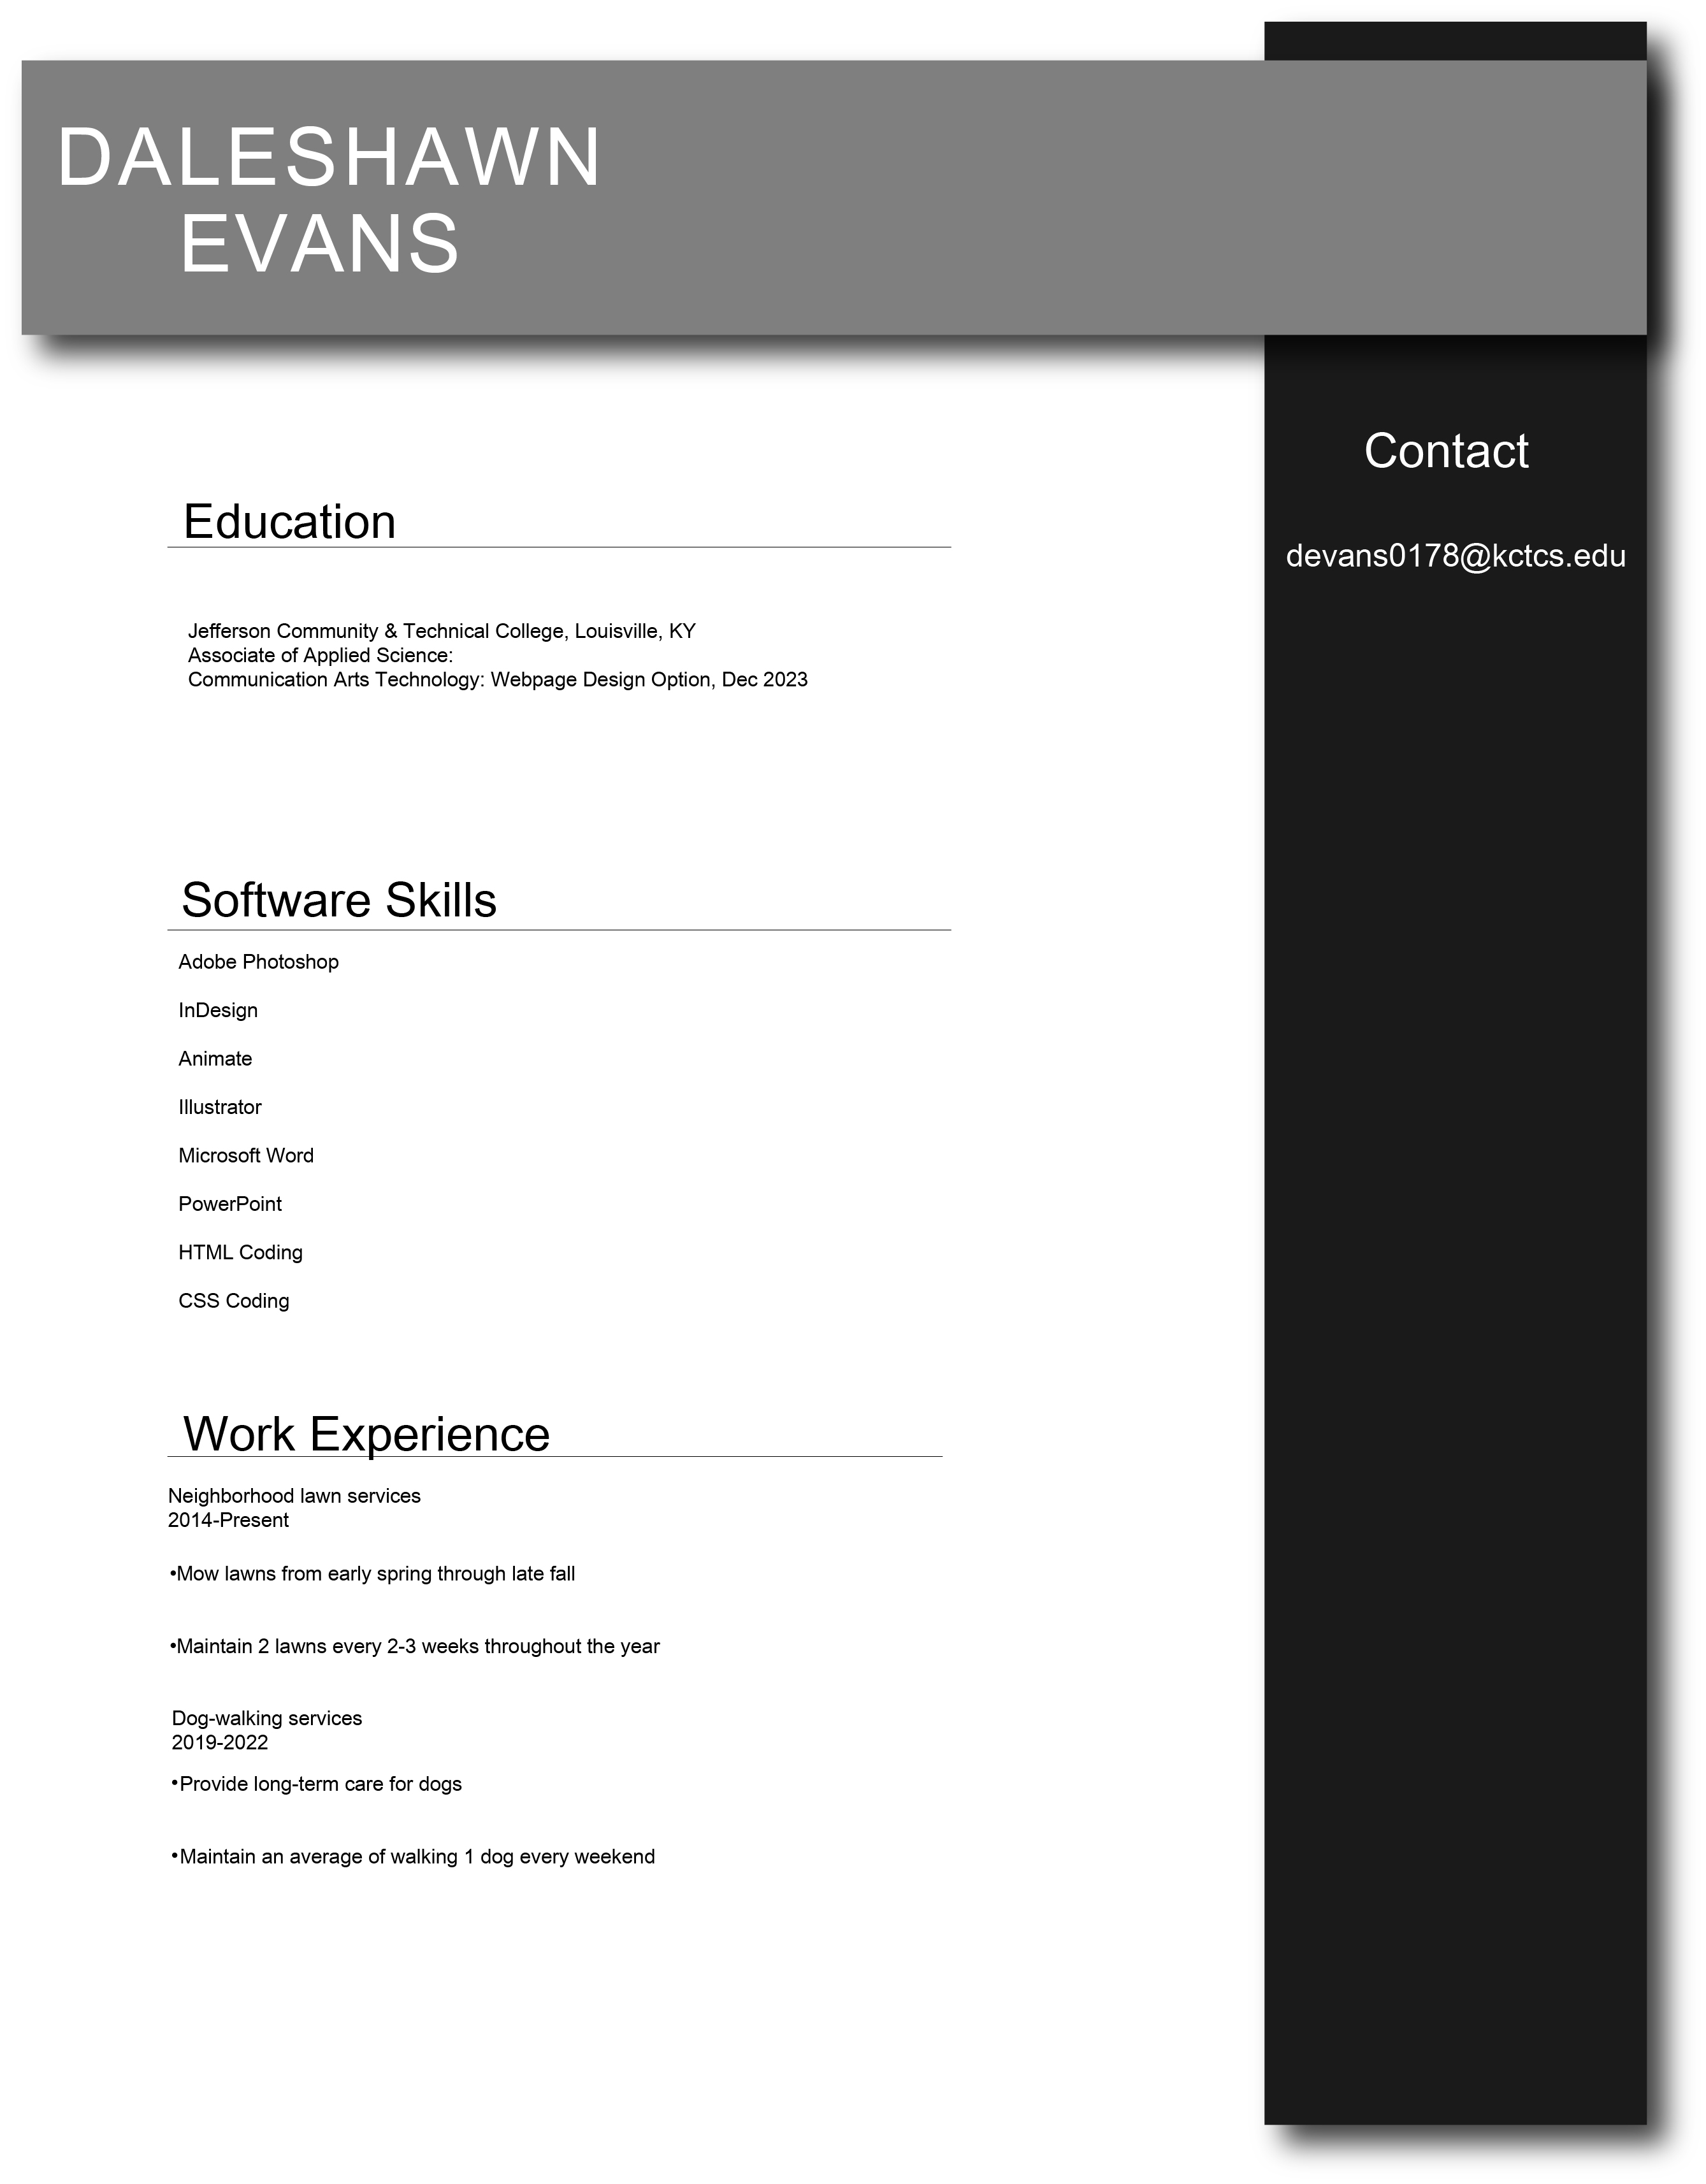 DALESHAWN
EVANS
Contact
devans0178@kctcs.edu
Education
Jefferson Community & Technical College, Louisville, KY
Associate of Applied Science:
Communication Arts Technology: Webpage Design Option, Dec 2023
Software Skills
Adobe Photoshop
InDesign
Animate
Illustrator
Microsoft Word
PowerPoint
HTML Coding
CSS Coding
Work Experience
Neighborhood lawn services
2014-Present
•Mow lawns from early spring through late fall
•Maintain 2 lawns every 2-3 weeks throughout the year
Dog-walking services
2019-2022
•Provide long-term care for dogs
•Maintain an average of walking 1 dog every weekend